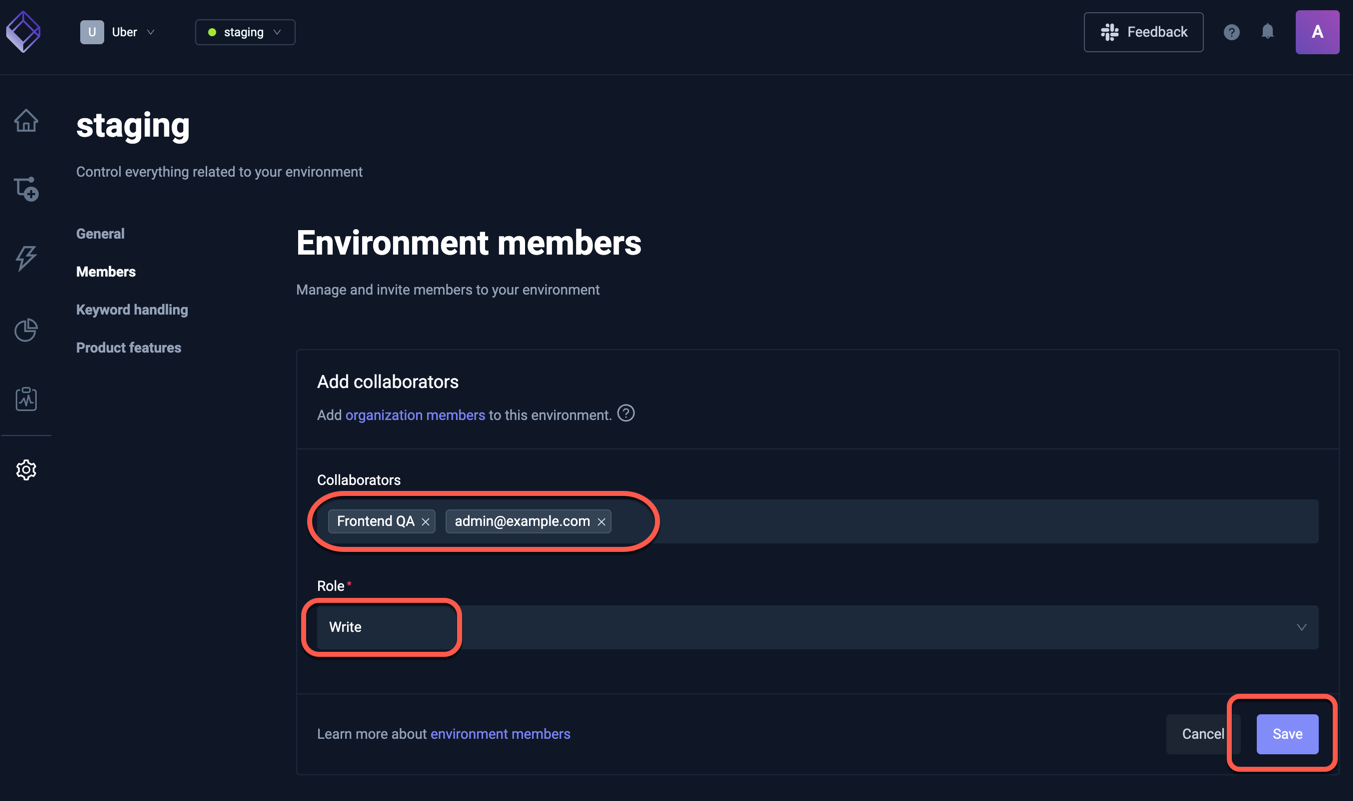 U Uber staging Feedback ? A
staging
Control everything related to your environment
General
Members
Keyword handling
Product features
Environment members
Manage and invite members to your environment
Add collaborators
Add organization members to this environment. ?
Collaborators
Frontend QA × admin@example.com ×
Role*
Write
Learn more about environment members
Cancel Save